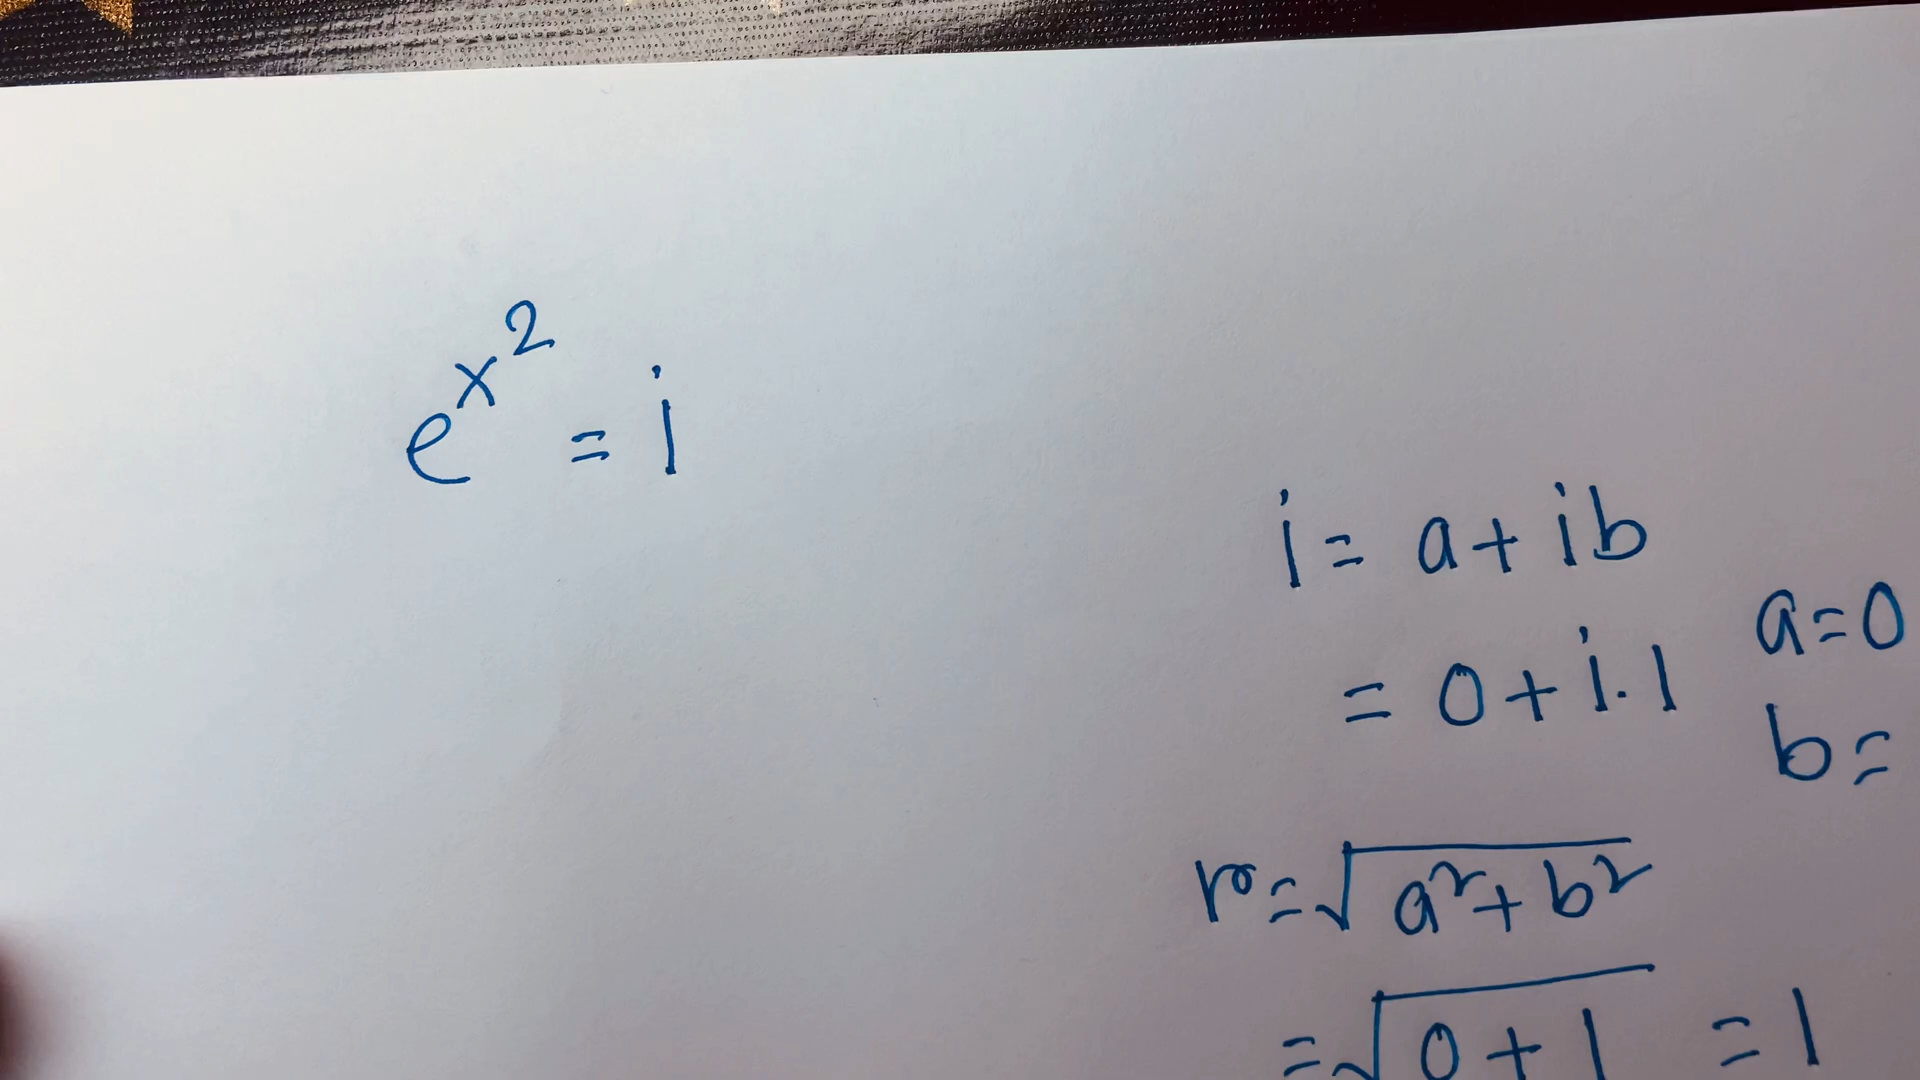 e^x^2 = i
i = a + ib
= 0 + i.1
a = 0
b =
r = √a²+b²
= √0+1 = 1